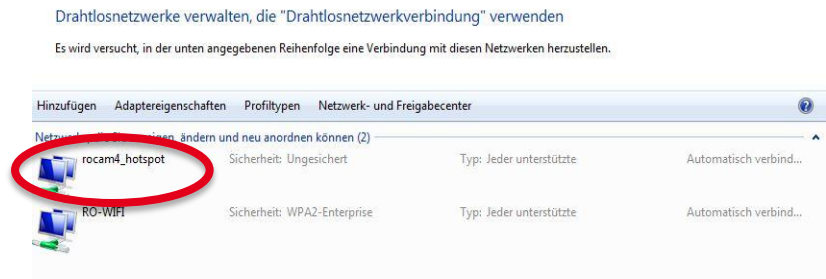 Drahtlosnetzwerke verwalten, die "Drahtlosnetzwerkverbindung" verwenden
Es wird versucht, in der unten angegebenen Reihenfolge eine Verbindung mit diesen Netzwerken herzustellen.
Hinzufügen Adaptereigenschaften Profiltypen Netzwerk- und Freigabecenter
ändern und neu anordnen können (2)
rocam4_hotspot Sicherheit: Ungesichert Typ: Jeder unterstützte Automatisch verbind...
RO-WIFI Sicherheit: WPA2-Enterprise Typ: Jeder unterstützte Automatisch verbind...